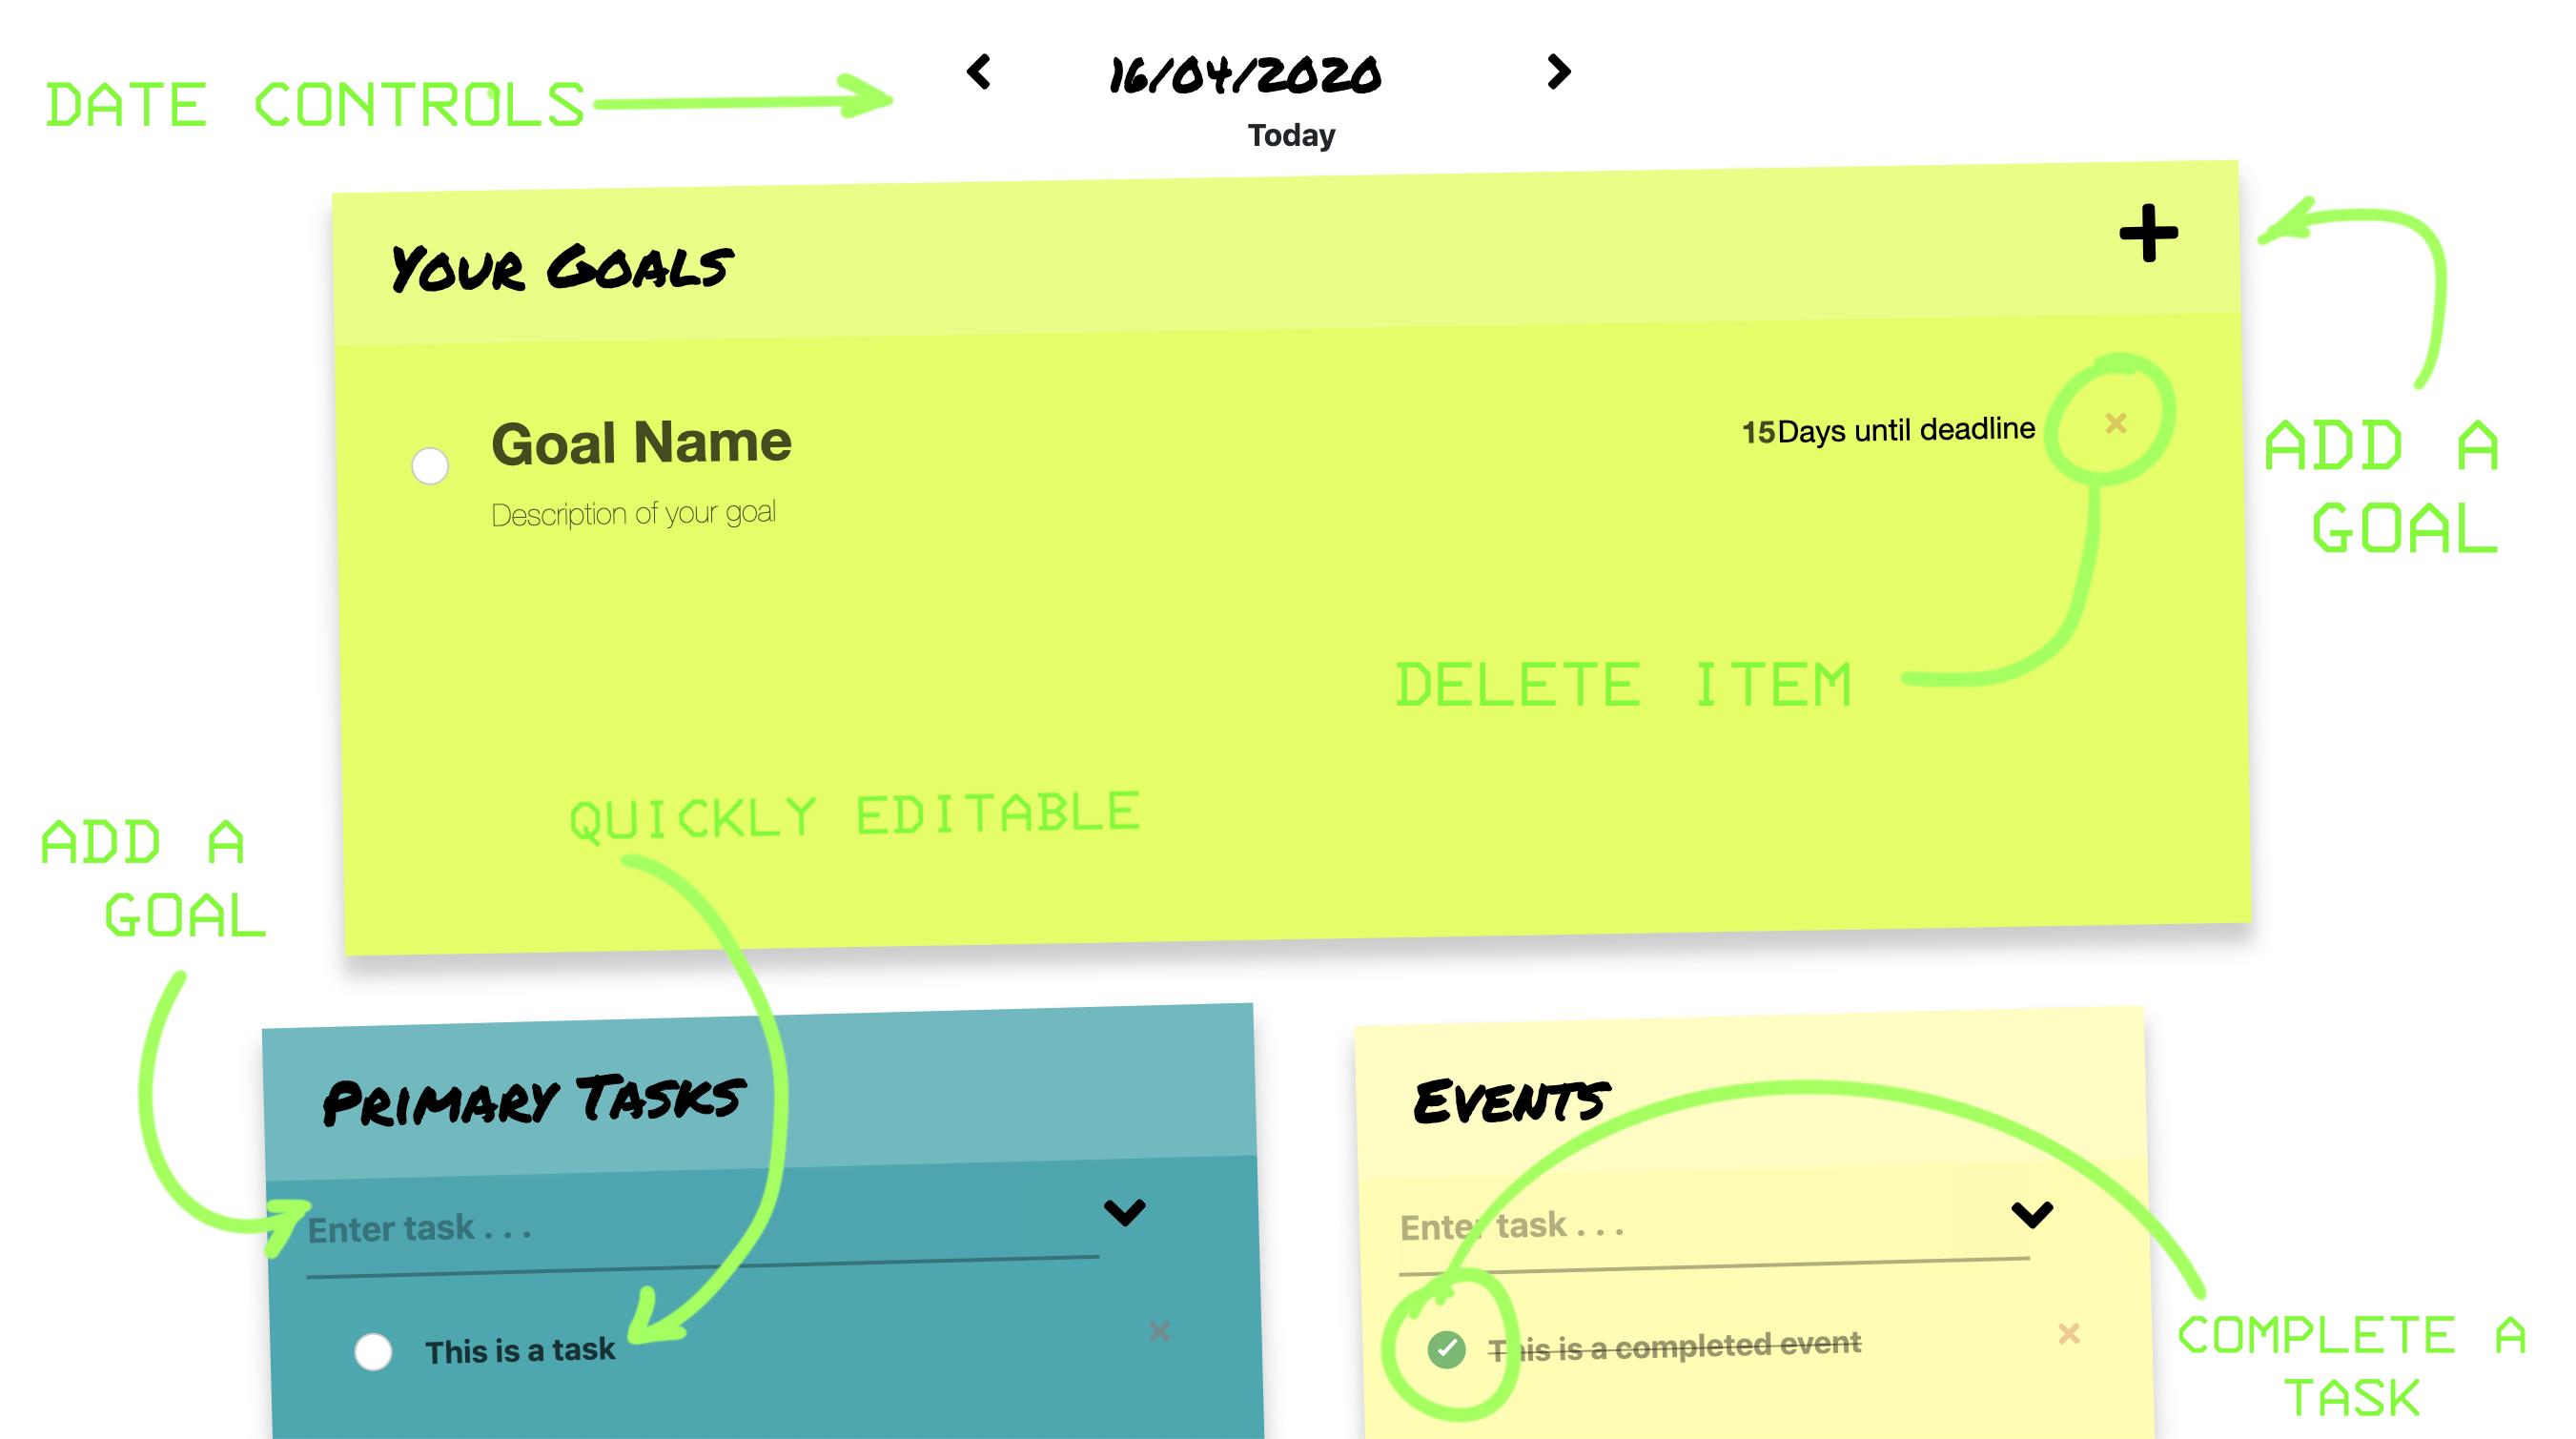 16/04/2020
DATE CONTROLS
Today
YOUR GOALS
Goal Name
15Days until deadline
Description of your goal
ADD A
GOAL
DELETE ITEM
QUICKLY EDITABLE
ADD A
GOAL
PRIMARY TASKS
Enter task . . .
This is a task
EVENTS
Enter task . . .
This is a completed event
COMPLETE A
TASK